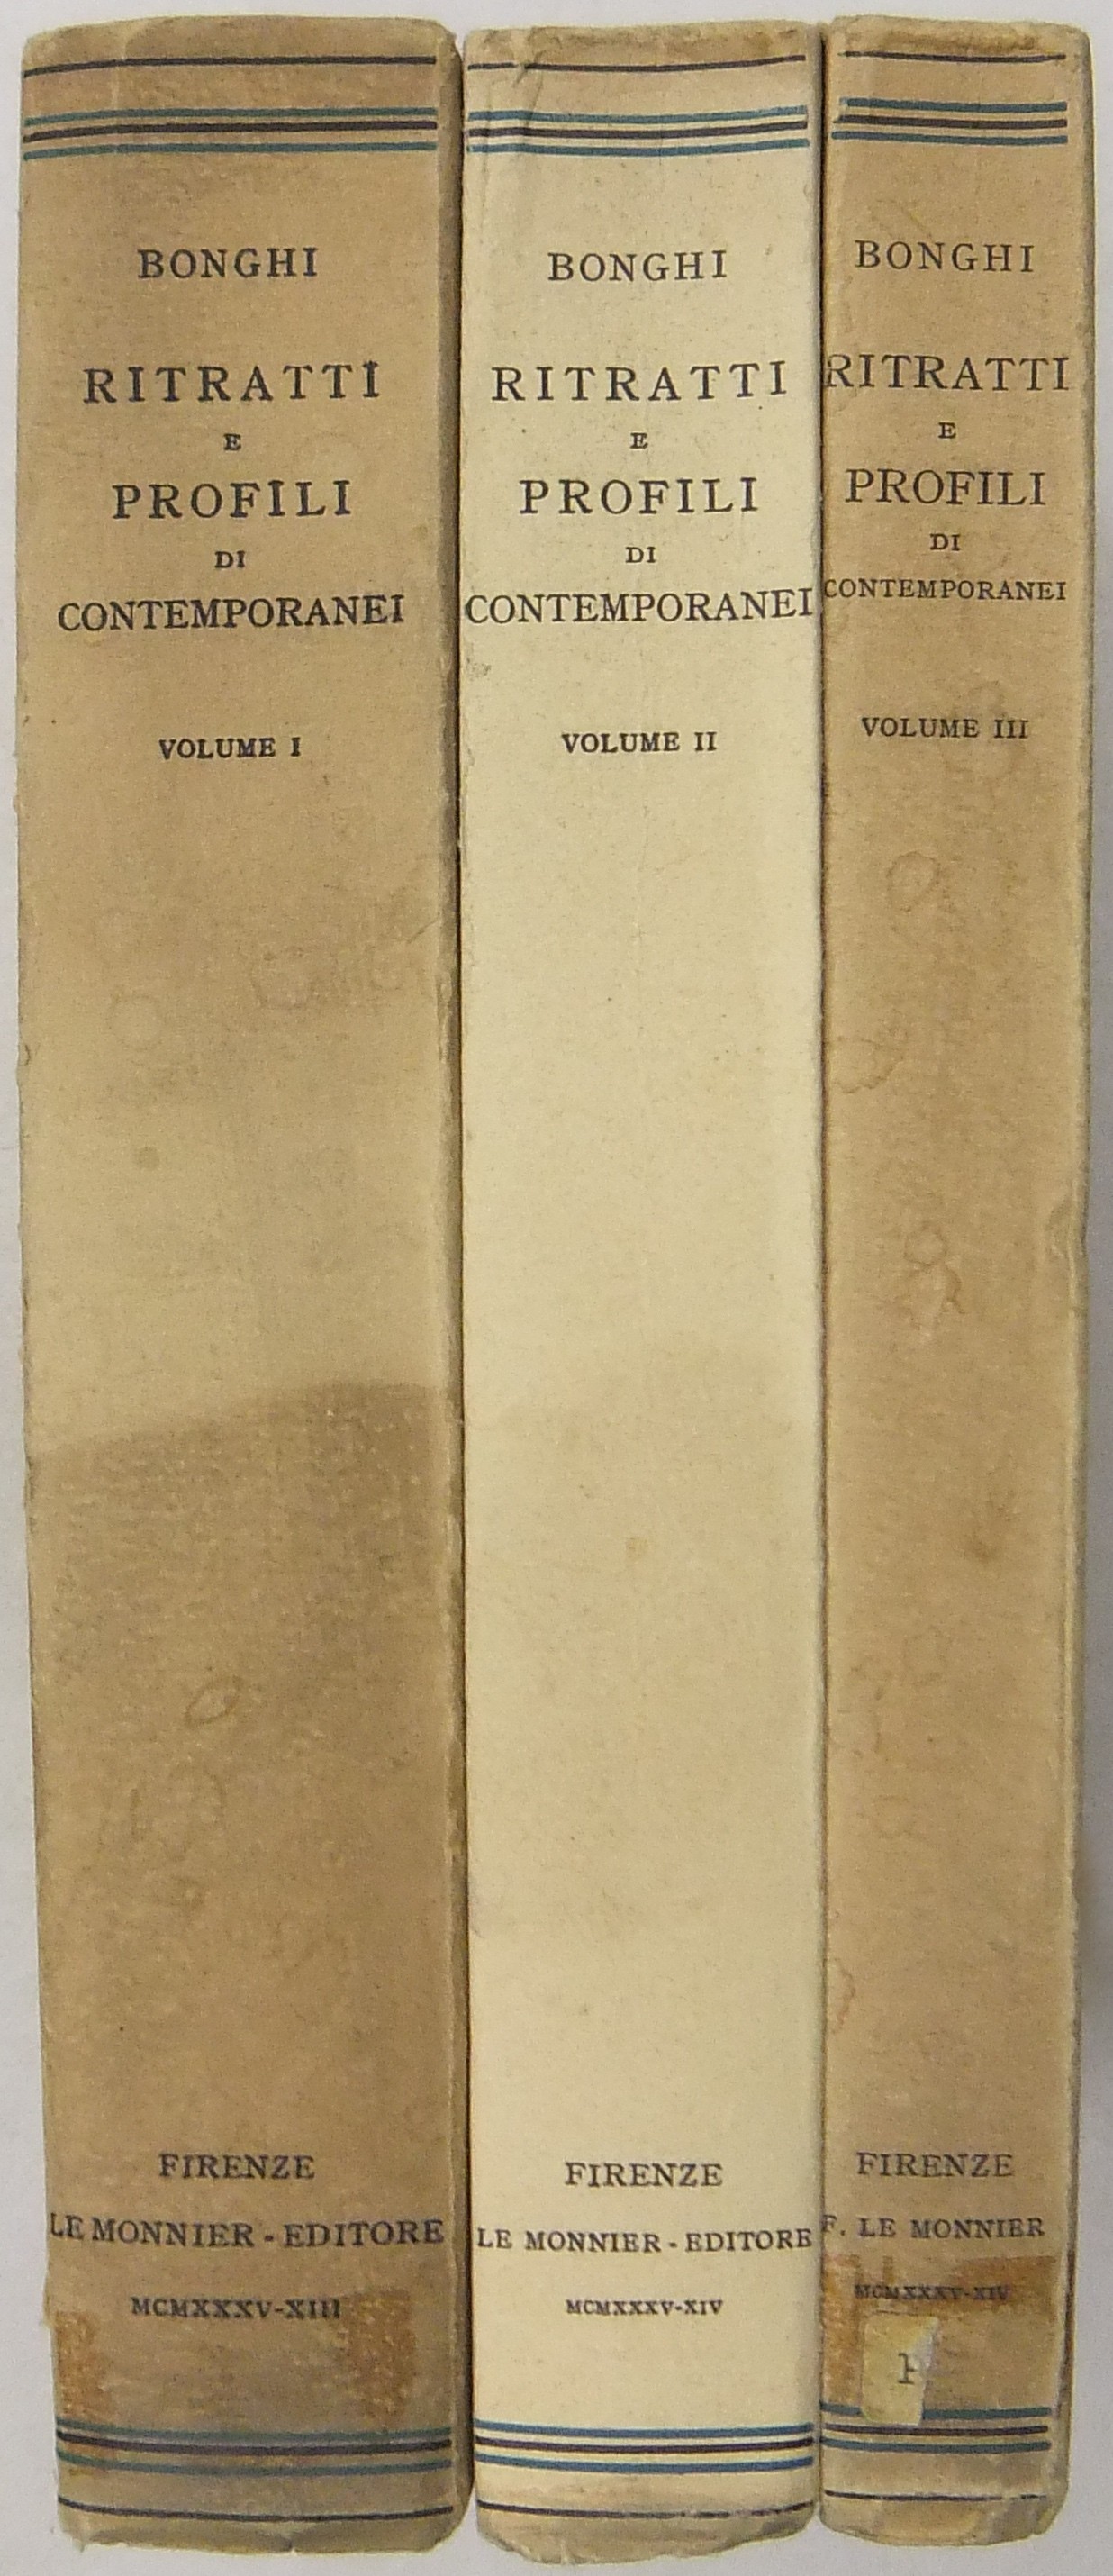 BONGHI
RITRATTI
E
PROFILI
DI
CONTEMPORANEI
VOLUME I
FIRENZE
LE MONNIER - EDITORE
MCMXXXV-XIII
BONGHI
RITRATTI
E
PROFILI
DI
CONTEMPORANEI
VOLUME II
FIRENZE
LE MONNIER - EDITORE
MCMXXXV-XIV
BONGHI
RITRATTI
E
PROFILI
DI
CONTEMPORANEI
VOLUME III
FIRENZE
F. LE MONNIER
MCMXXXV-XIV